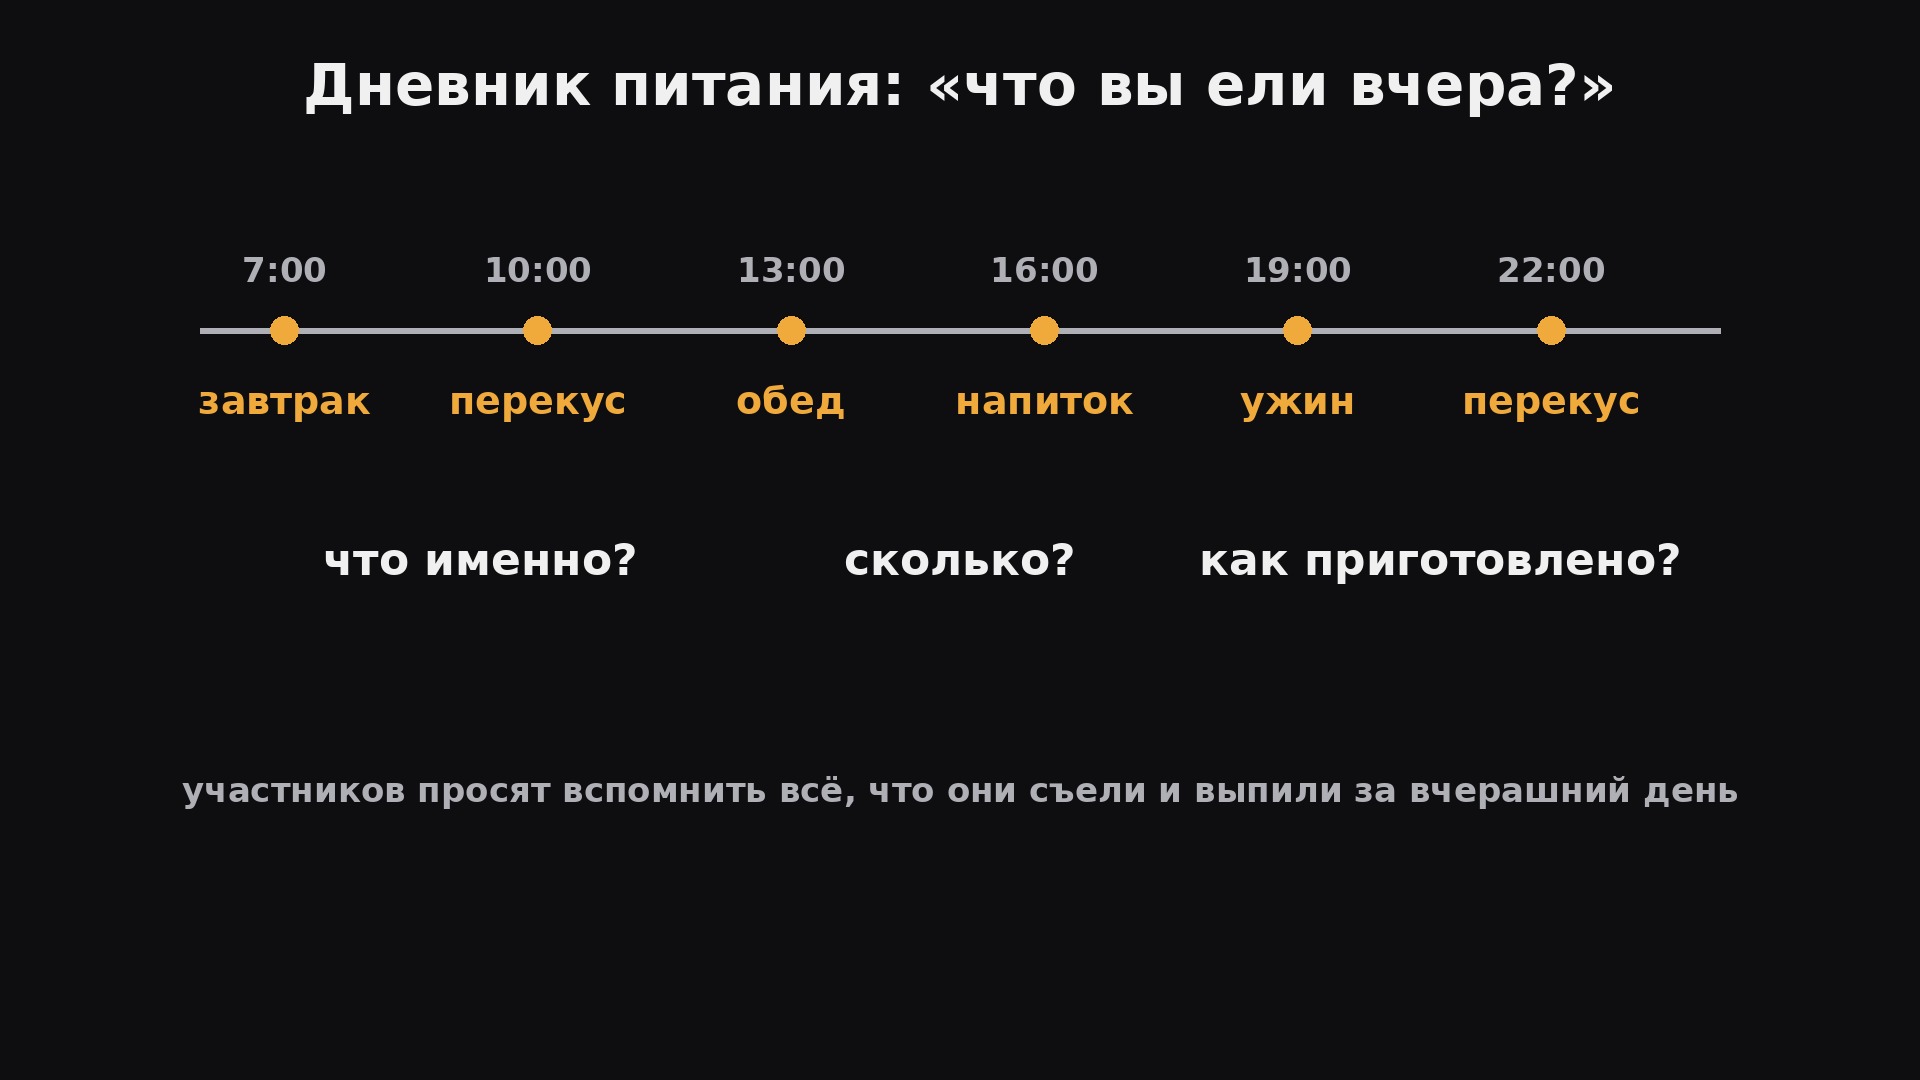 Дневник питания: «что вы ели вчера?»
7:00 10:00 13:00 16:00 19:00 22:00
завтрак перекус обед напиток ужин перекус
что именно? сколько? как приготовлено?
участников просят вспомнить всё, что они съели и выпили за вчерашний день